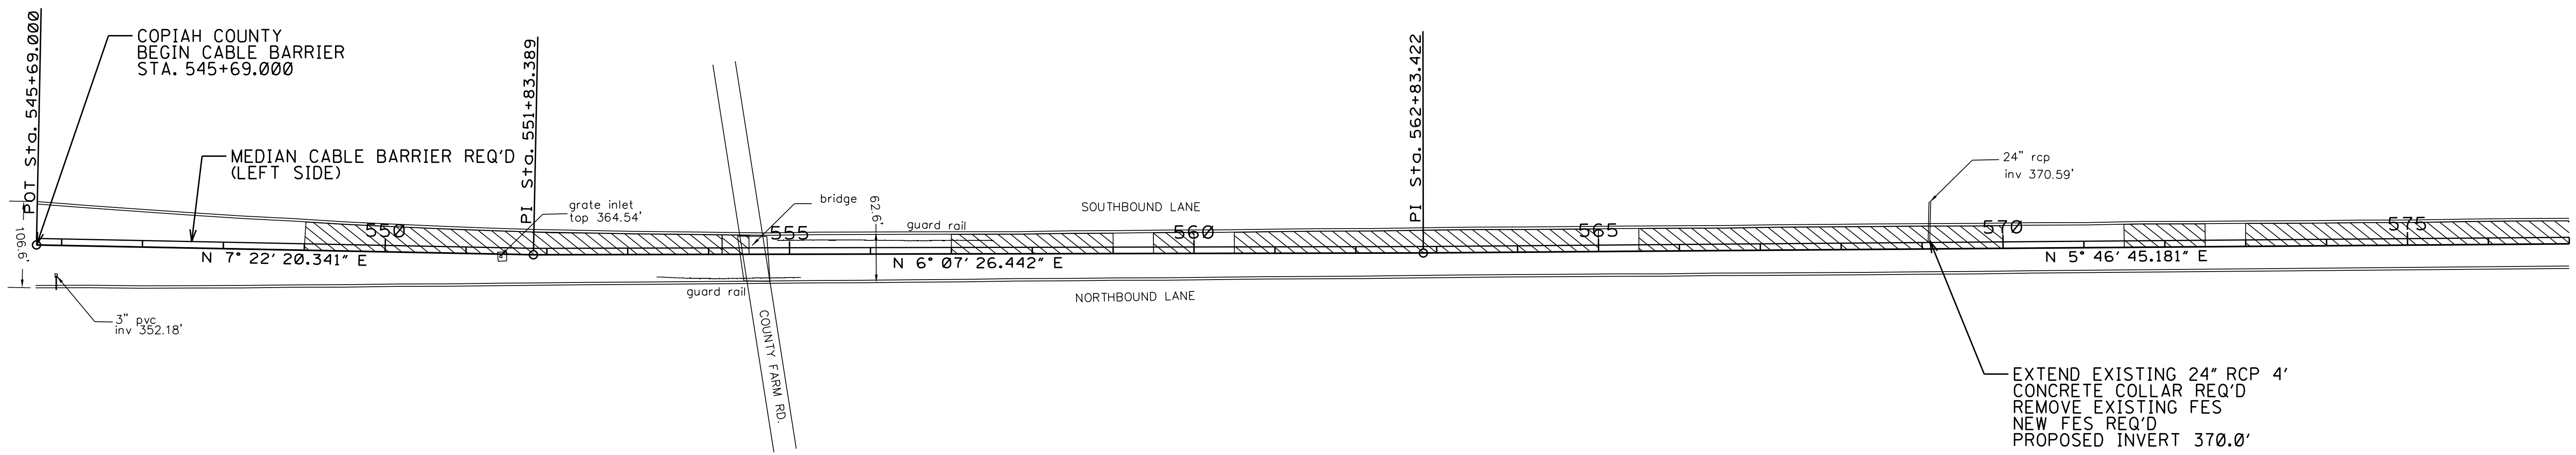 POT Sta. 545+69.000
COPIAH COUNTY
BEGIN CABLE BARRIER
STA. 545+69.000
MEDIAN CABLE BARRIER REQ'D
(LEFT SIDE)
106.6'
3" pvc
inv 352.18'
N 7° 22' 20.341" E
550
PI Sta. 551+83.389
grate inlet
top 364.54'
bridge
555
62.6'
guard rail
guard rail
COUNTY FARM RD.
N 6° 07' 26.442" E
SOUTHBOUND LANE
NORTHBOUND LANE
560
PI Sta. 562+83.422
565
24" rcp
inv 370.59'
570
N 5° 46' 45.181" E
575
EXTEND EXISTING 24" RCP 4'
CONCRETE COLLAR REQ'D
REMOVE EXISTING FES
NEW FES REQ'D
PROPOSED INVERT 370.0'